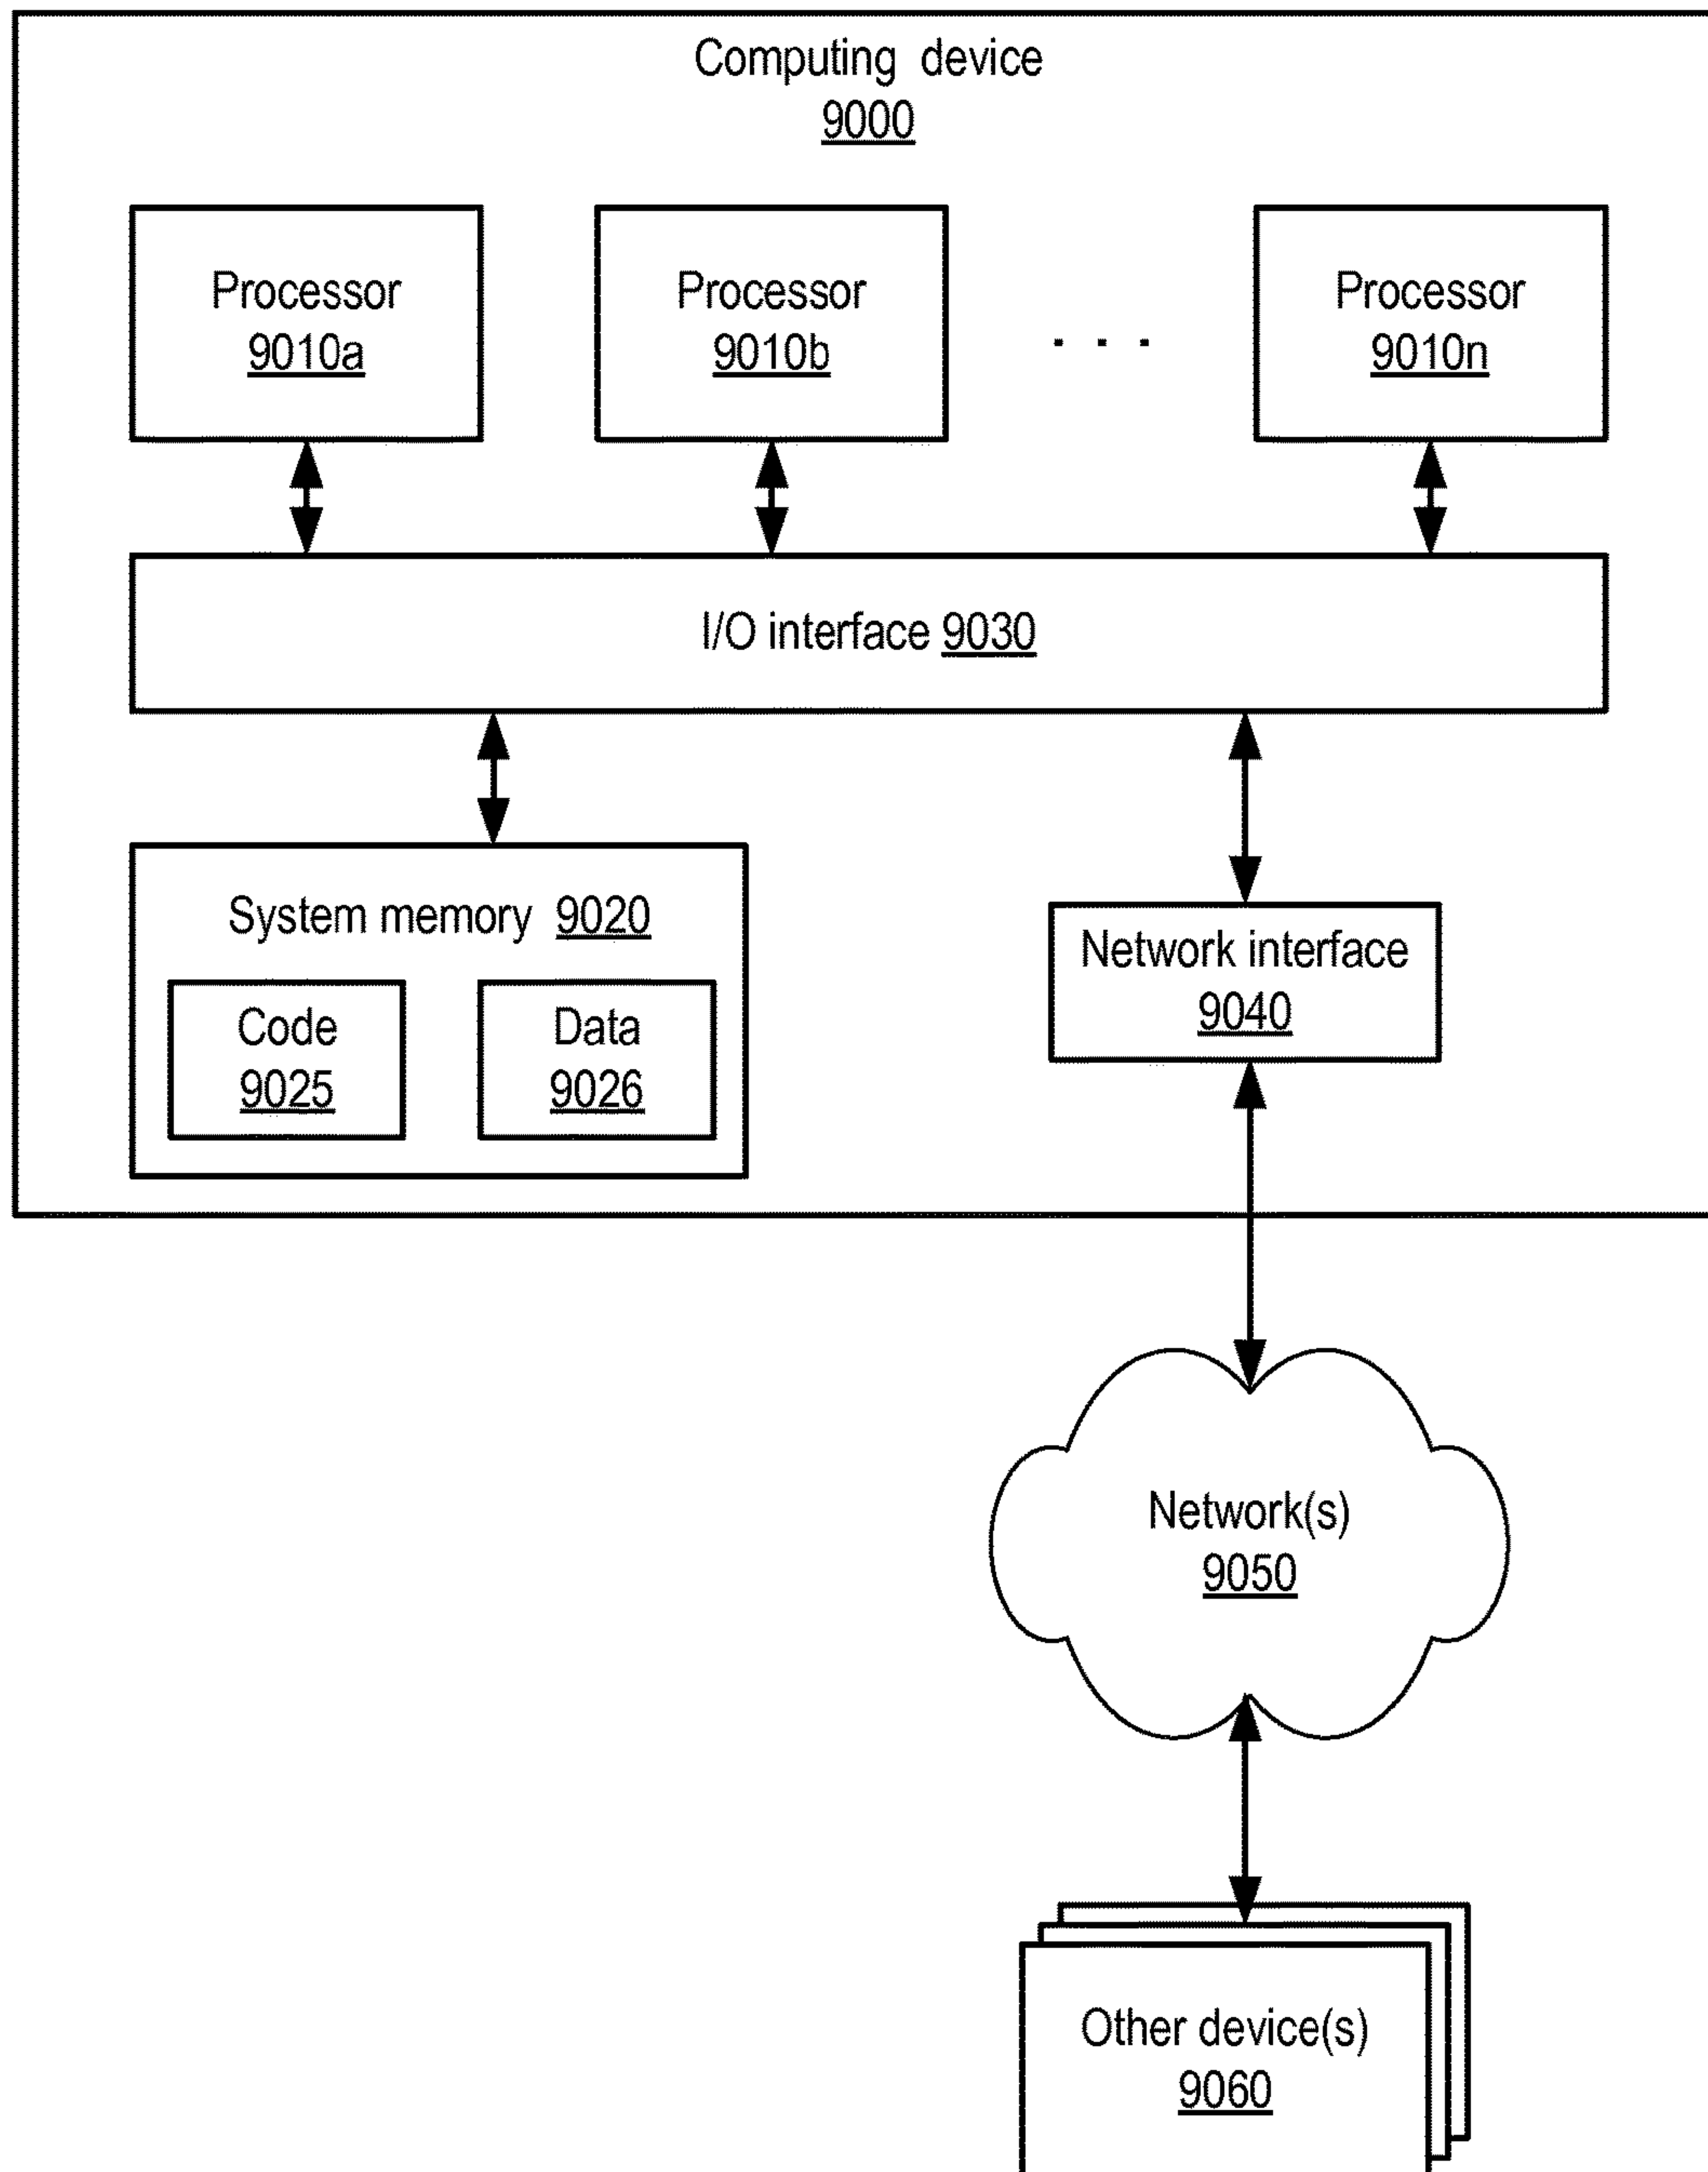 Computing device
9000
Processor
9010a
Processor
9010b
. . .
Processor
9010n
I/O interface 9030
System memory 9020
Code
9025
Data
9026
Network interface
9040
Network(s)
9050
Other device(s)
9060